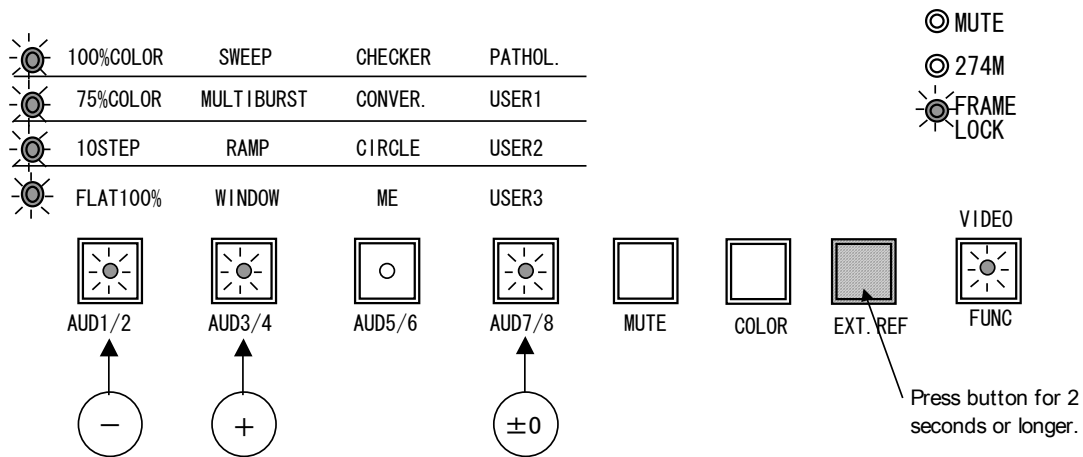 MUTE
100%COLOR SWEEP CHECKER PATHOL.
274M
75%COLOR MULTIBURST CONVER. USER1
FRAME
LOCK
10STEP RAMP CIRCLE USER2
FLAT100% WINDOW ME USER3
VIDEO
AUD1/2 AUD3/4 AUD5/6 AUD7/8 MUTE COLOR EXT.REF FUNC
Press button for 2
seconds or longer.
− + ±0